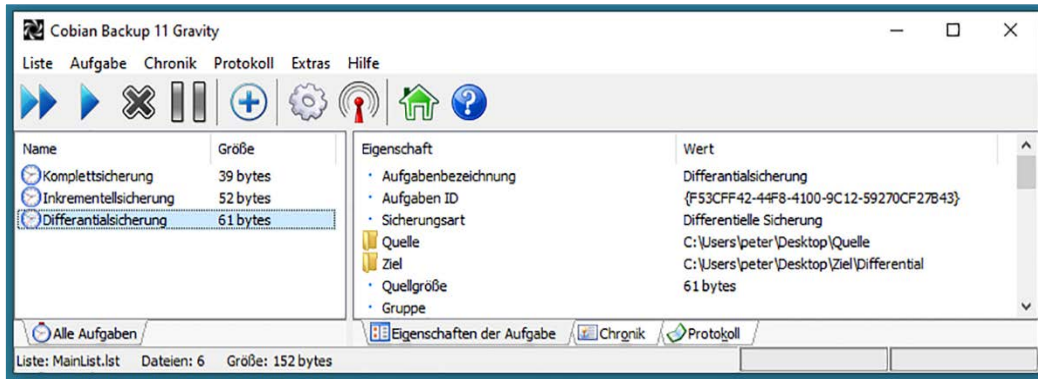 Cobian Backup 11 Gravity
Liste Aufgabe Chronik Protokoll Extras Hilfe
Name Größe
Komplettsicherung 39 bytes
Inkrementellsicherung 52 bytes
Differantialsicherung 61 bytes
Alle Aufgaben
Eigenschaft Wert
Aufgabenbezeichnung Differantialsicherung
Aufgaben ID {F53CFF42-44F8-4100-9C12-59270CF27B43}
Sicherungsart Differentielle Sicherung
Quelle C:\Users\peter\Desktop\Quelle
Ziel C:\Users\peter\Desktop\Ziel\Differential
Quellgröße 61 bytes
Gruppe
Eigenschaften der Aufgabe Chronik Protokoll
Liste: MainList.lst Dateien: 6 Größe: 152 bytes